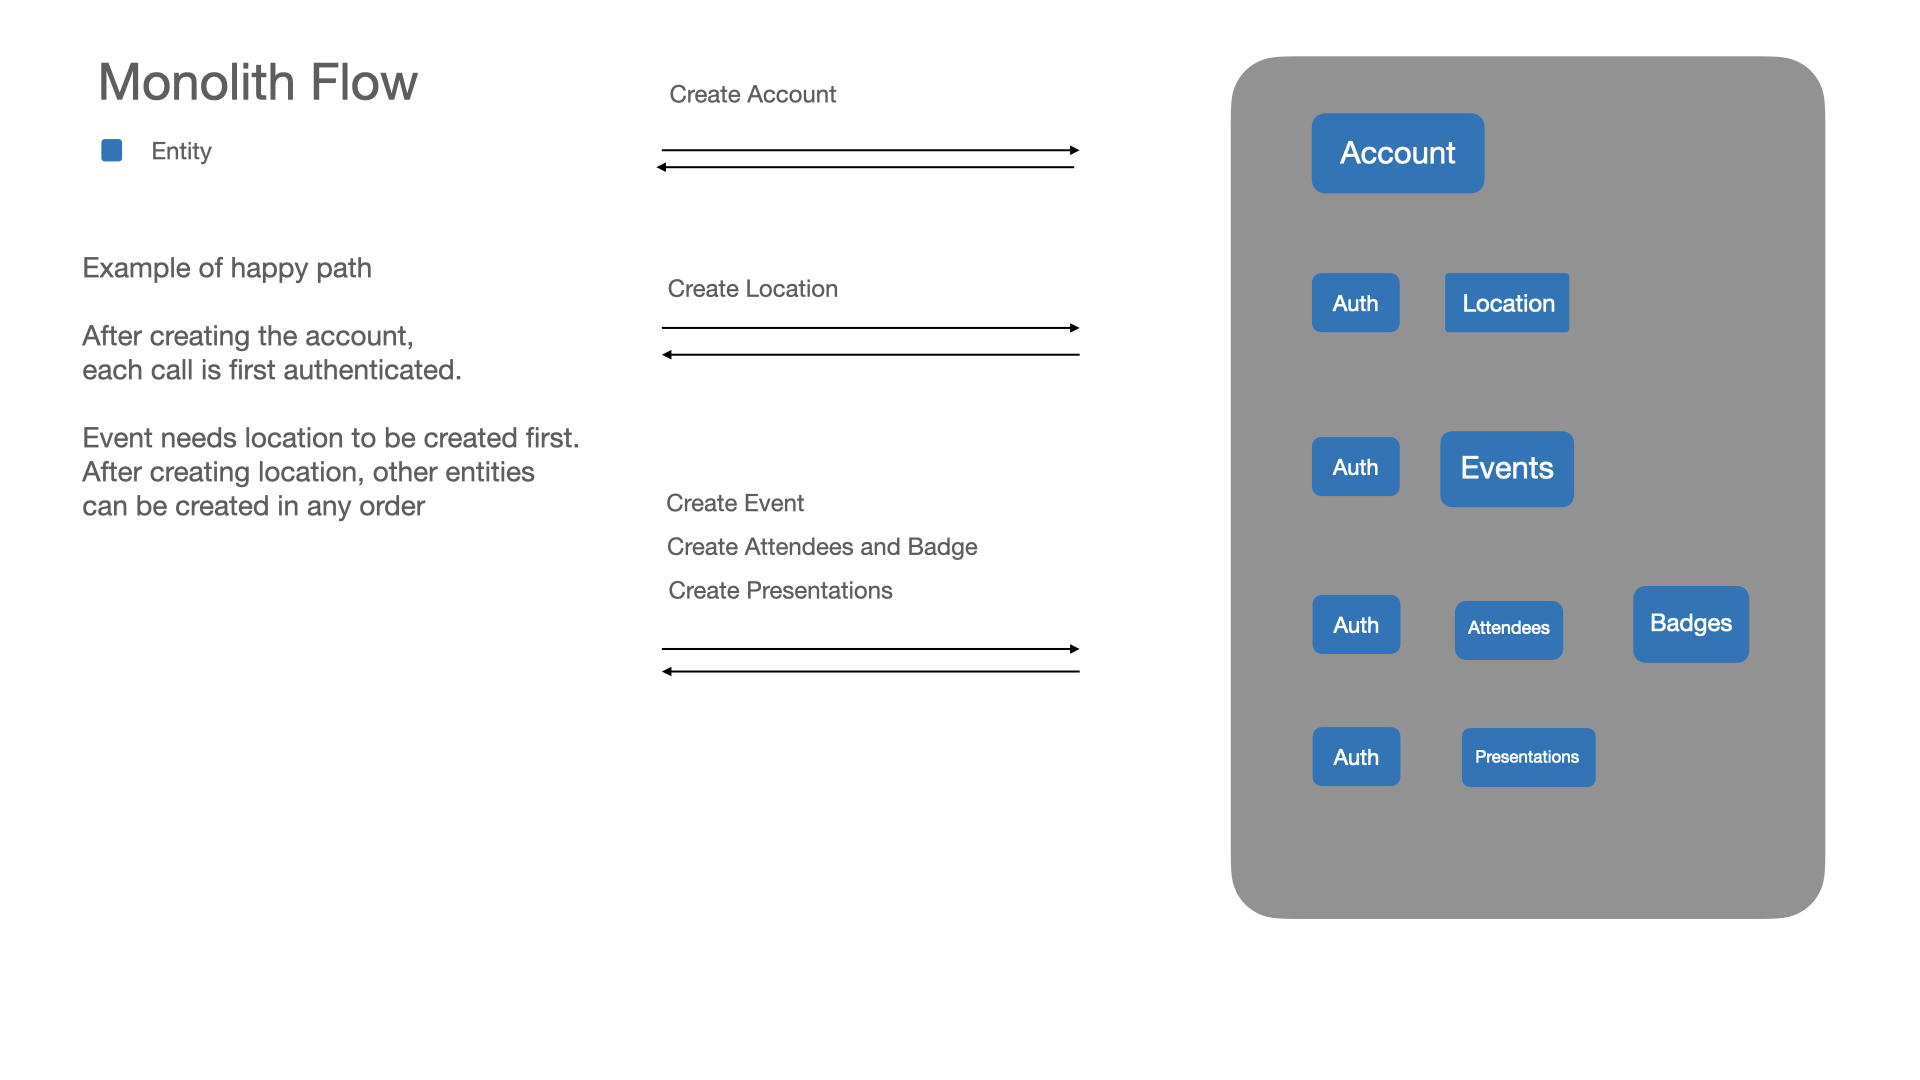 Monolith Flow
Entity
Example of happy path
After creating the account,
each call is first authenticated.
Event needs location to be created first.
After creating location, other entities
can be created in any order
Create Account
Create Location
Create Event
Create Attendees and Badge
Create Presentations
Account
Auth
Location
Auth
Events
Auth
Attendees
Badges
Auth
Presentations